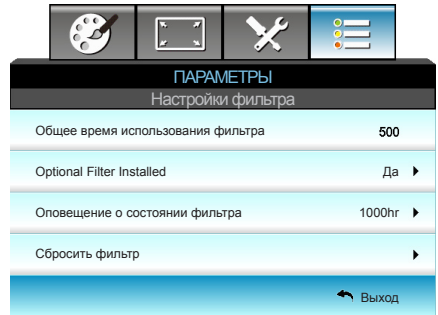 ПАРАМЕТРЫ
Настройки фильтра
Общее время использования фильтра 500
Optional Filter Installed Да
Оповещение о состоянии фильтра 1000hr
Сбросить фильтр
Выход